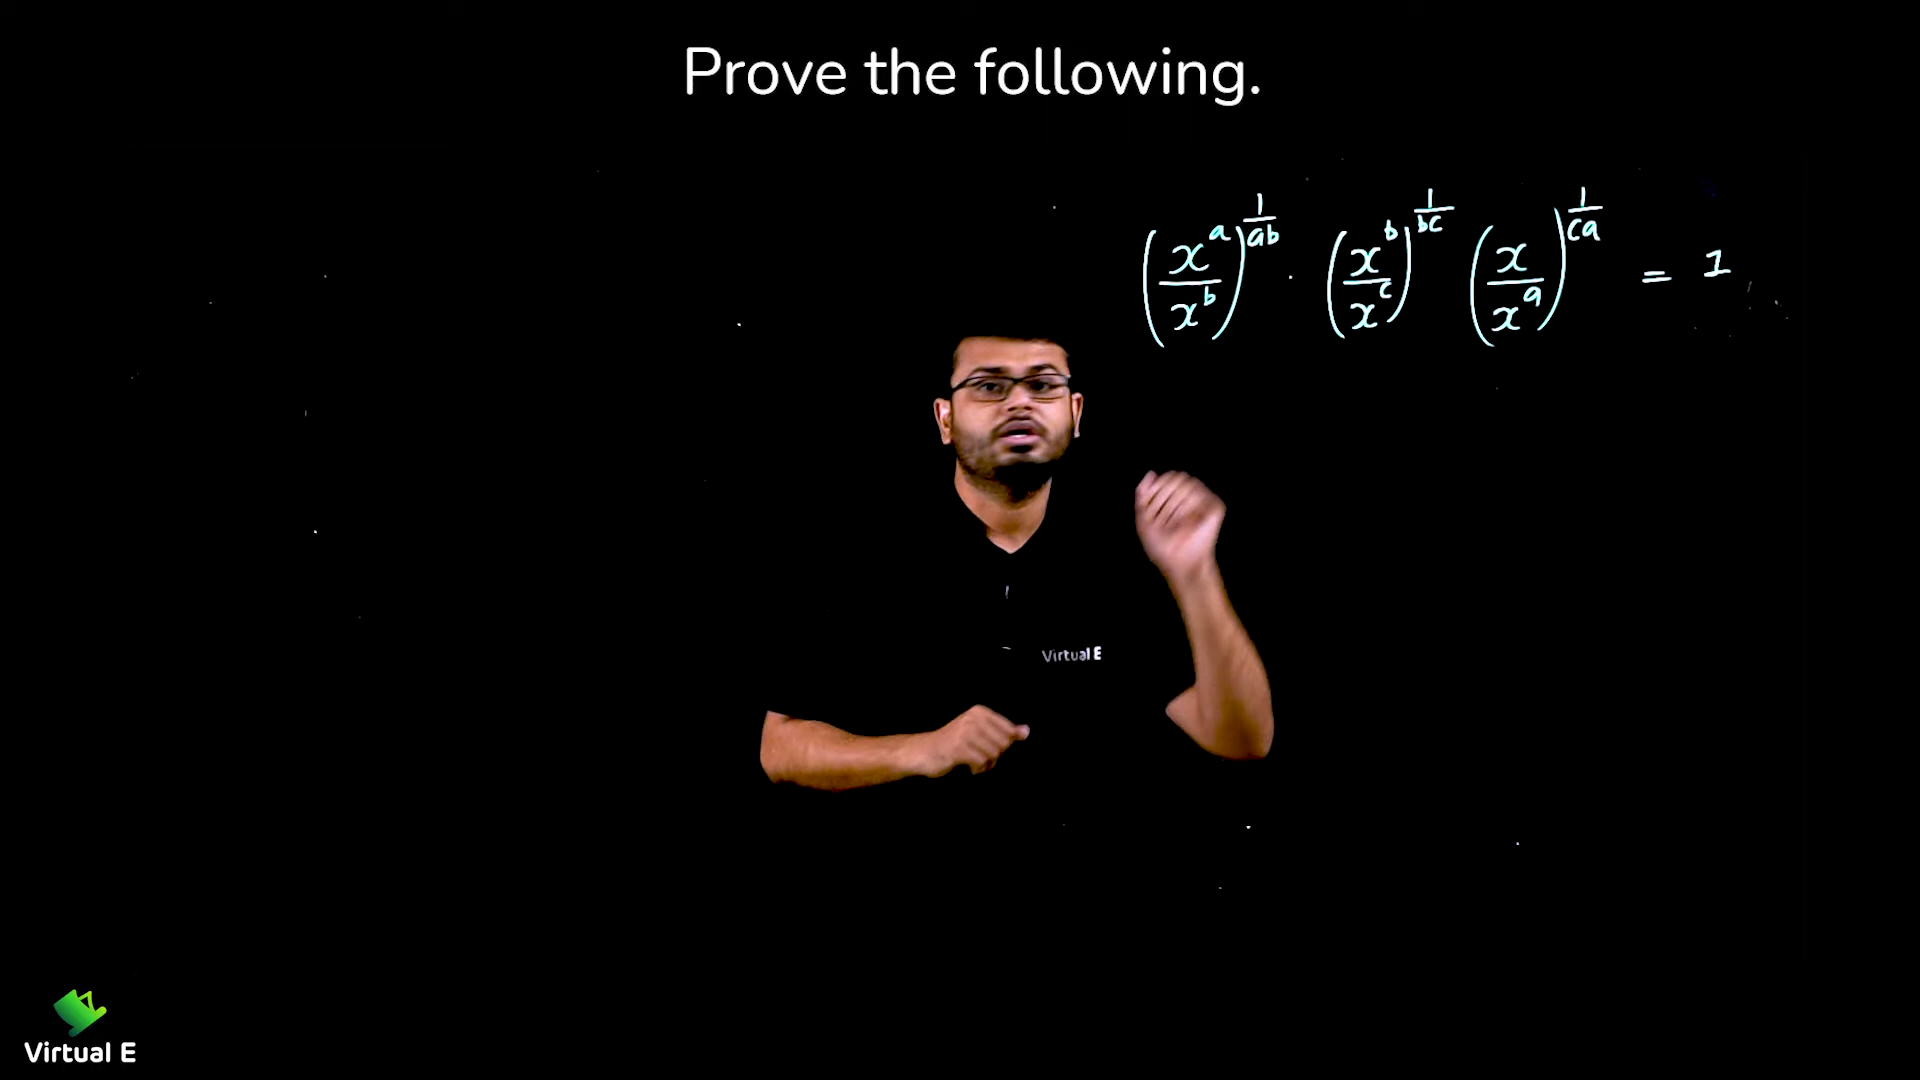 Prove the following.
(x^a/x^b)^(1/ab) · (x^b/x^c)^(1/bc) (x/x^a)^(1/ca) = 1
Virtual E
Virtual E